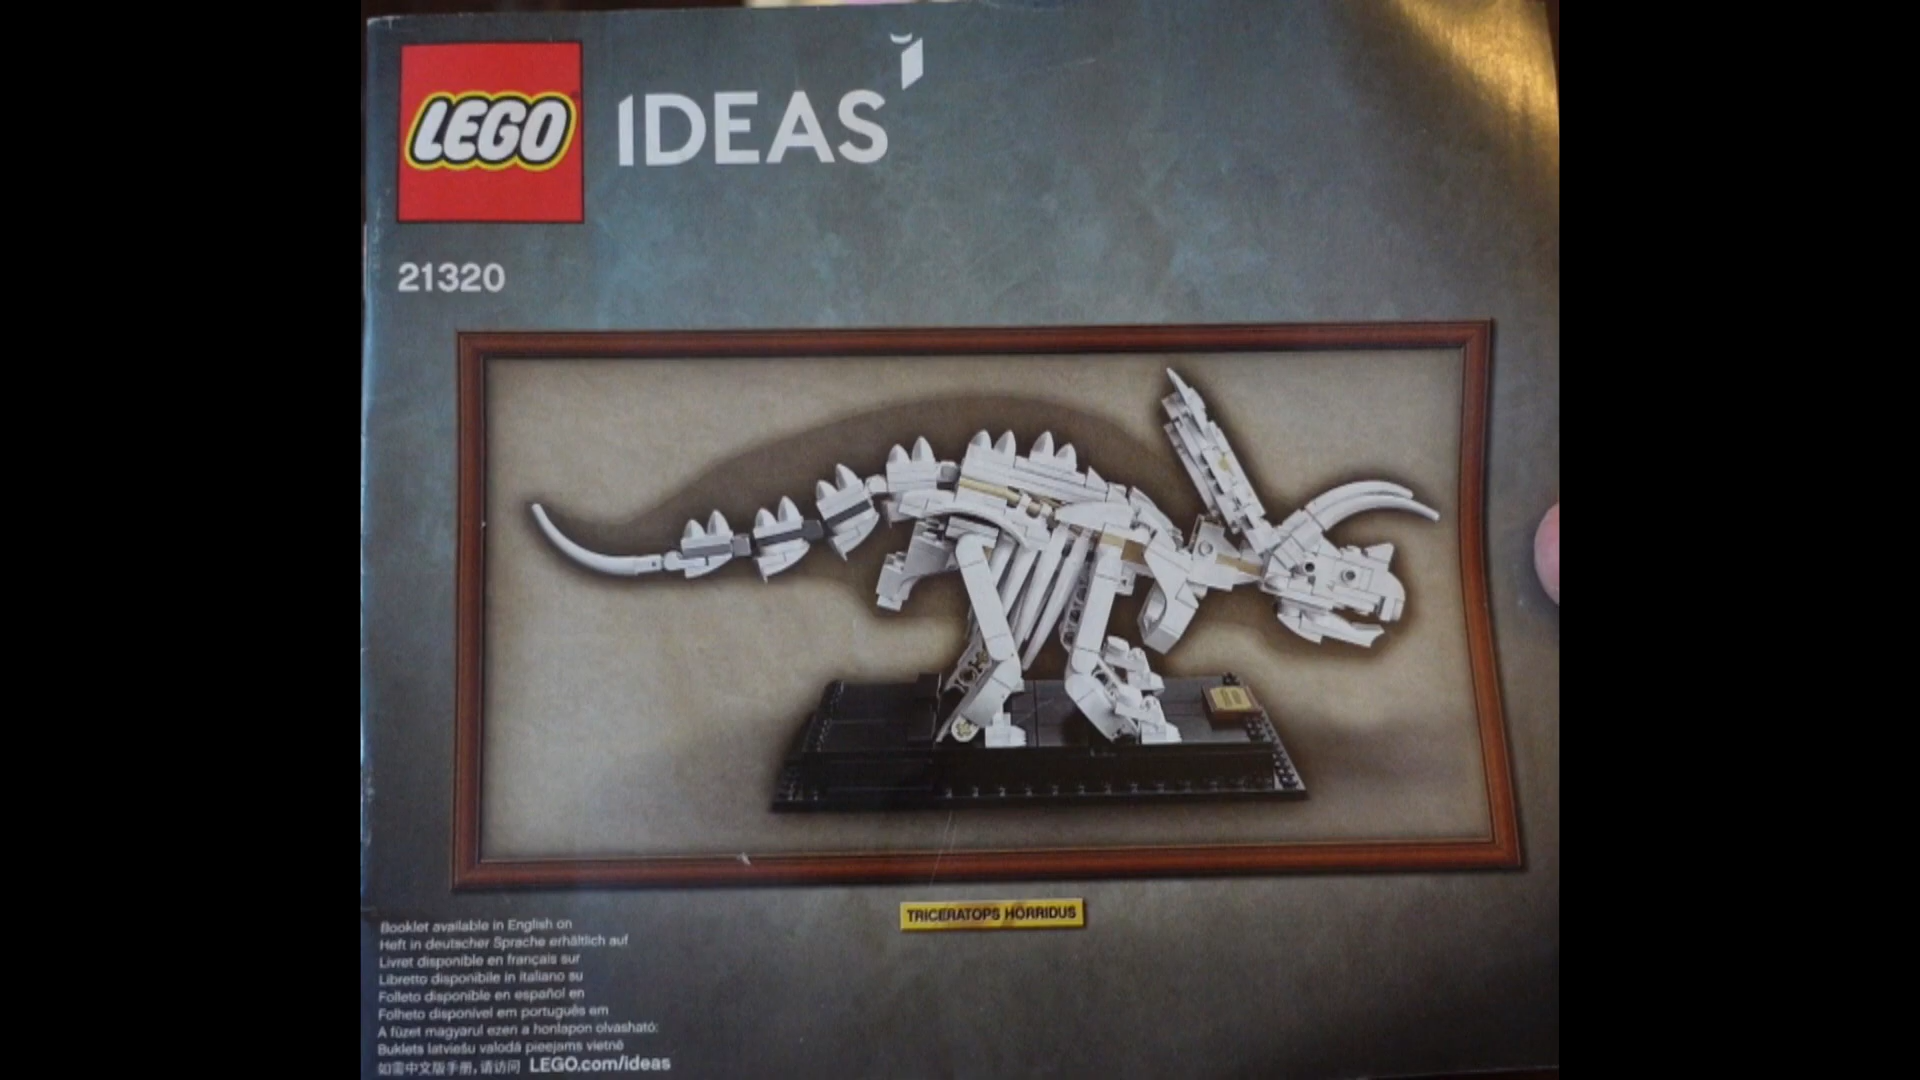 LEGO
IDEAS
21320
TRICERATOPS HORRIDUS
Booklet available in English on
Heft in deutscher Sprache erhältlich auf
Livret disponible en français sur
Libretto disponibile in italiano su
Folleto disponible en español en
Folheto disponível em português em
A füzet magyarul ezen a honlapon olvasható:
Buklets latviešu valodā pieejams vietnē
如需中文版手册,请访问 LEGO.com/ideas